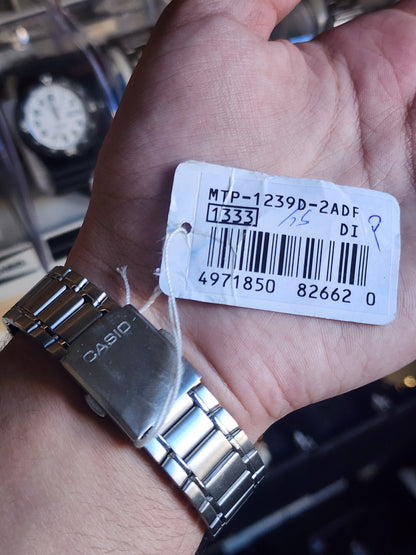 MTP-1239D-2ADF
1333
DI
4971850 82662 0
CASIO